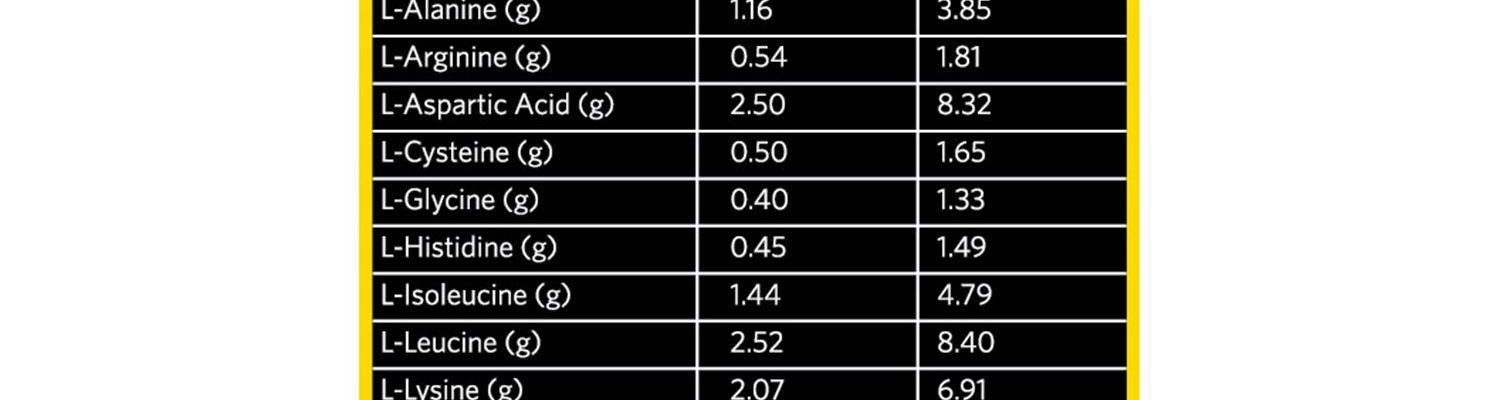 L-Alanine (g) 1.16 3.85
L-Arginine (g) 0.54 1.81
L-Aspartic Acid (g) 2.50 8.32
L-Cysteine (g) 0.50 1.65
L-Glycine (g) 0.40 1.33
L-Histidine (g) 0.45 1.49
L-Isoleucine (g) 1.44 4.79
L-Leucine (g) 2.52 8.40
L-Lysine (g) 2.07 6.91